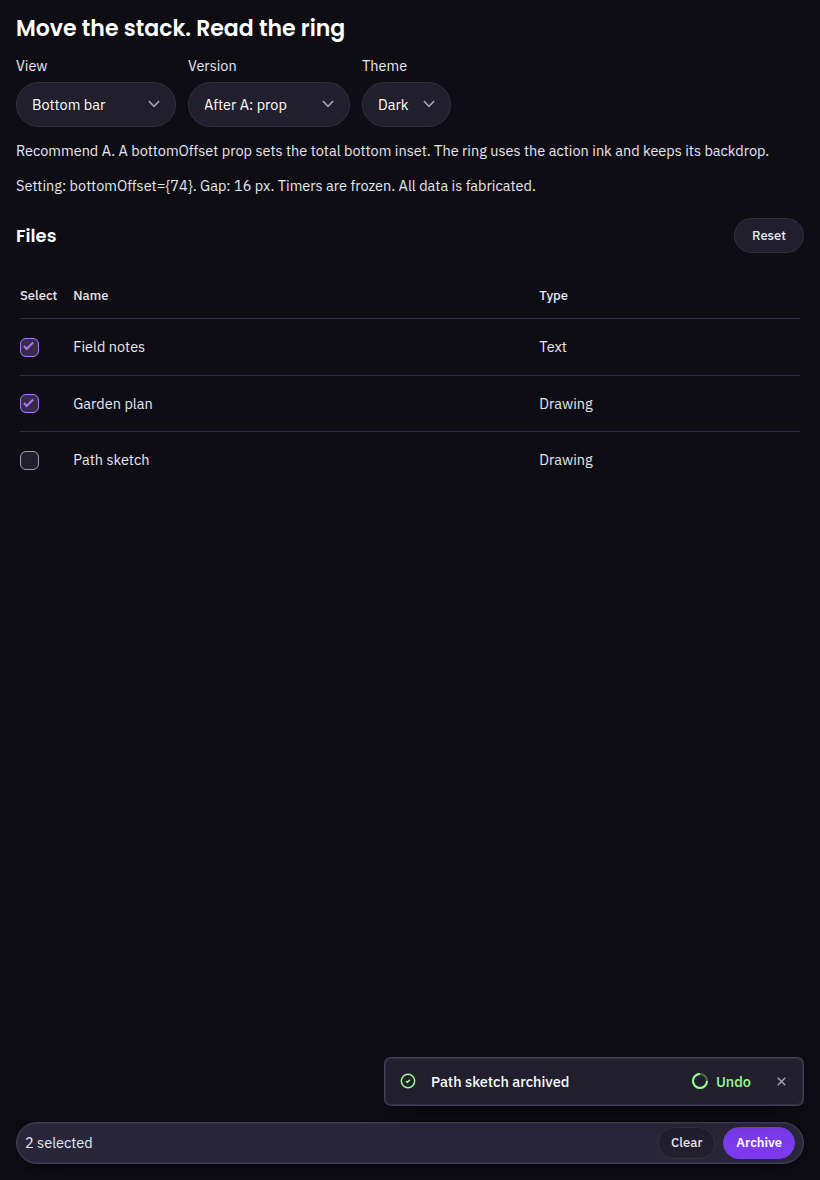 Move the stack. Read the ring
View Version Theme
Bottom bar After A: prop Dark
Recommend A. A bottomOffset prop sets the total bottom inset. The ring uses the action ink and keeps its backdrop.
Setting: bottomOffset={74}. Gap: 16 px. Timers are frozen. All data is fabricated.
Files Reset
Select Name Type
Field notes Text
Garden plan Drawing
Path sketch Drawing
Path sketch archived Undo
2 selected Clear Archive